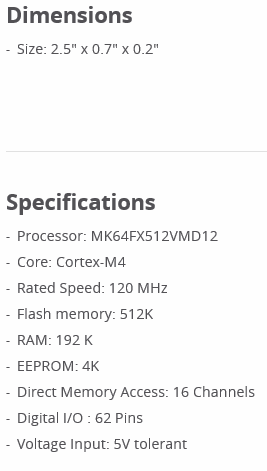 Dimensions
- Size: 2.5" x 0.7" x 0.2"
Specifications
- Processor: MK64FX512VMD12
- Core: Cortex-M4
- Rated Speed: 120 MHz
- Flash memory: 512K
- RAM: 192 K
- EEPROM: 4K
- Direct Memory Access: 16 Channels
- Digital I/O : 62 Pins
- Voltage Input: 5V tolerant